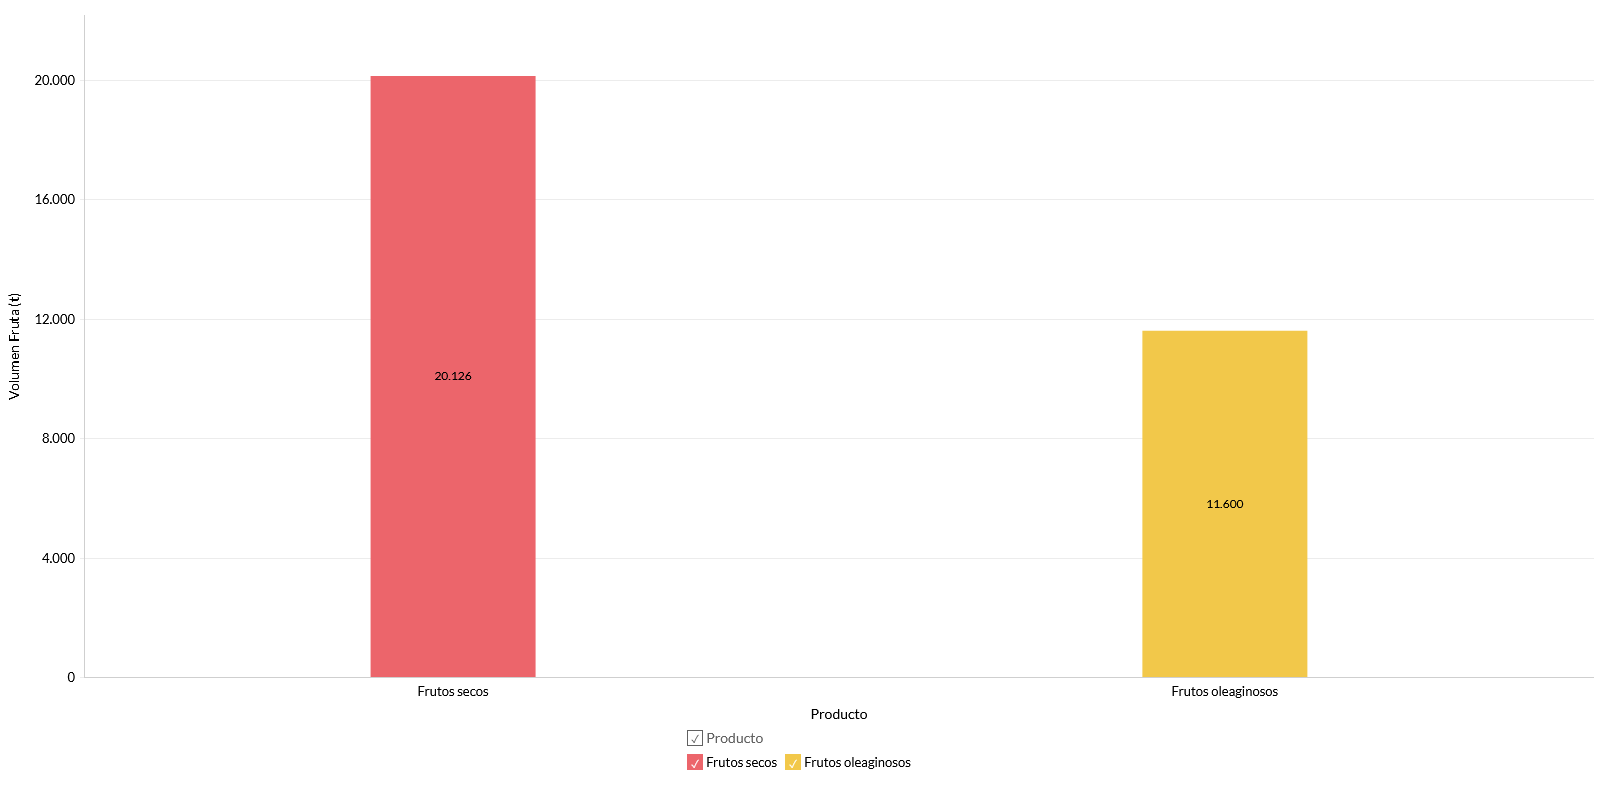 Volumen Fruta (t)
20.000
16.000
12.000
8.000
4.000
0
20.126
11.600
Frutos secos
Frutos oleaginosos
Producto
Producto
Frutos secos Frutos oleaginosos